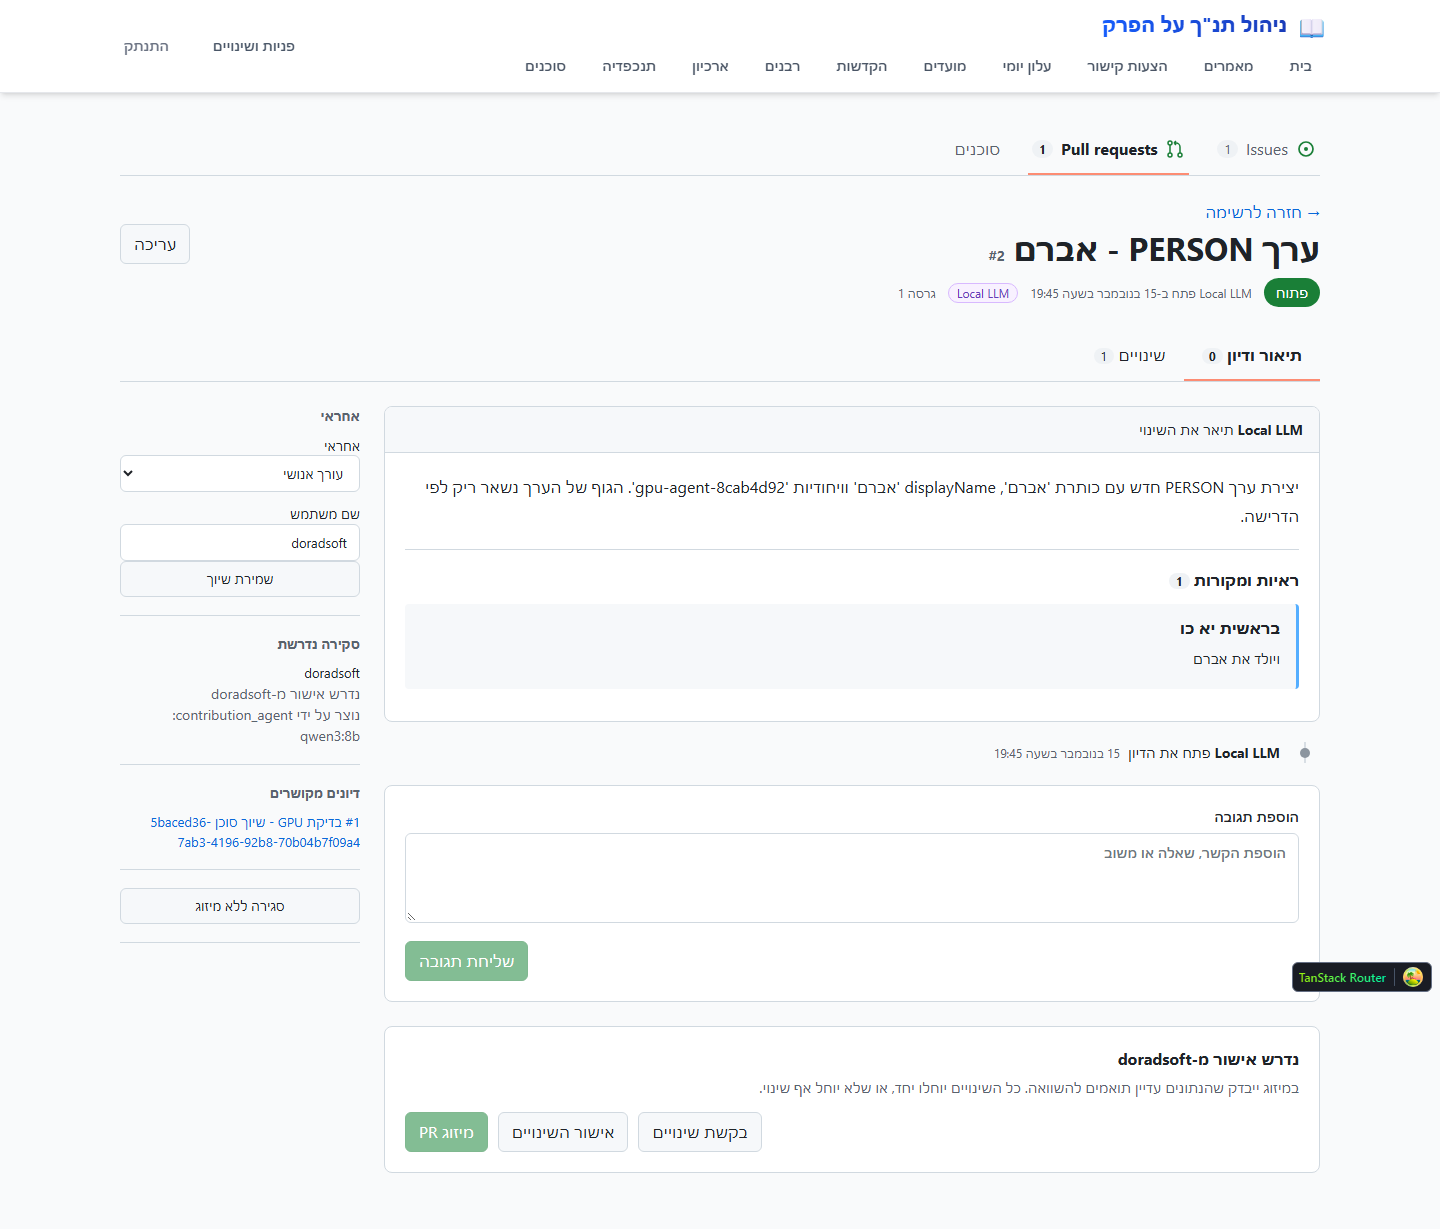 ניהול תנ"ך על הפרק
בית מאמרים הצעות קישור עלון יומי מועדים הקדשות רבנים ארכיון תנכפדיה סוכנים
פניות ושינויים התנתק
Issues 1 Pull requests 1 סוכנים
→ חזרה לרשימה
ערך PERSON - אברם #2
עריכה
פתוח Local LLM פתח ב-15 בנובמבר בשעה 19:45 Local LLM גרסה 1
תיאור ודיון 0 שינויים 1
Local LLM תיאר את השינוי
יצירת ערך PERSON חדש עם כותרת 'אברם', displayName 'אברם' וויחודיות 'gpu-agent-8cab4d92'. הגוף של הערך נשאר ריק לפי
הדרישה.
ראיות ומקורות 1
בראשית יא כו
ויולד את אברם
Local LLM פתח את הדיון 15 בנובמבר בשעה 19:45
הוספת תגובה
הוספת הקשר, שאלה או משוב
שליחת תגובה
נדרש אישור מ-doradsoft
במיזוג ייבדק שהנתונים עדיין תואמים להשוואה. כל השינויים יוחלו יחד, או שלא יוחל אף שינוי.
בקשת שינויים אישור השינויים מיזוג PR
אחראי
אחראי
עורך אנושי
שם משתמש
doradsoft
שמירת שיוך
סקירה נדרשת
doradsoft
נדרש אישור מ-doradsoft
נוצר על ידי contribution_agent:
qwen3:8b
דיונים מקושרים
#1 בדיקת GPU - שיוך סוכן 5baced36-
7ab3-4196-92b8-70b04b7f09a4
סגירה ללא מיזוג
TanStack Router